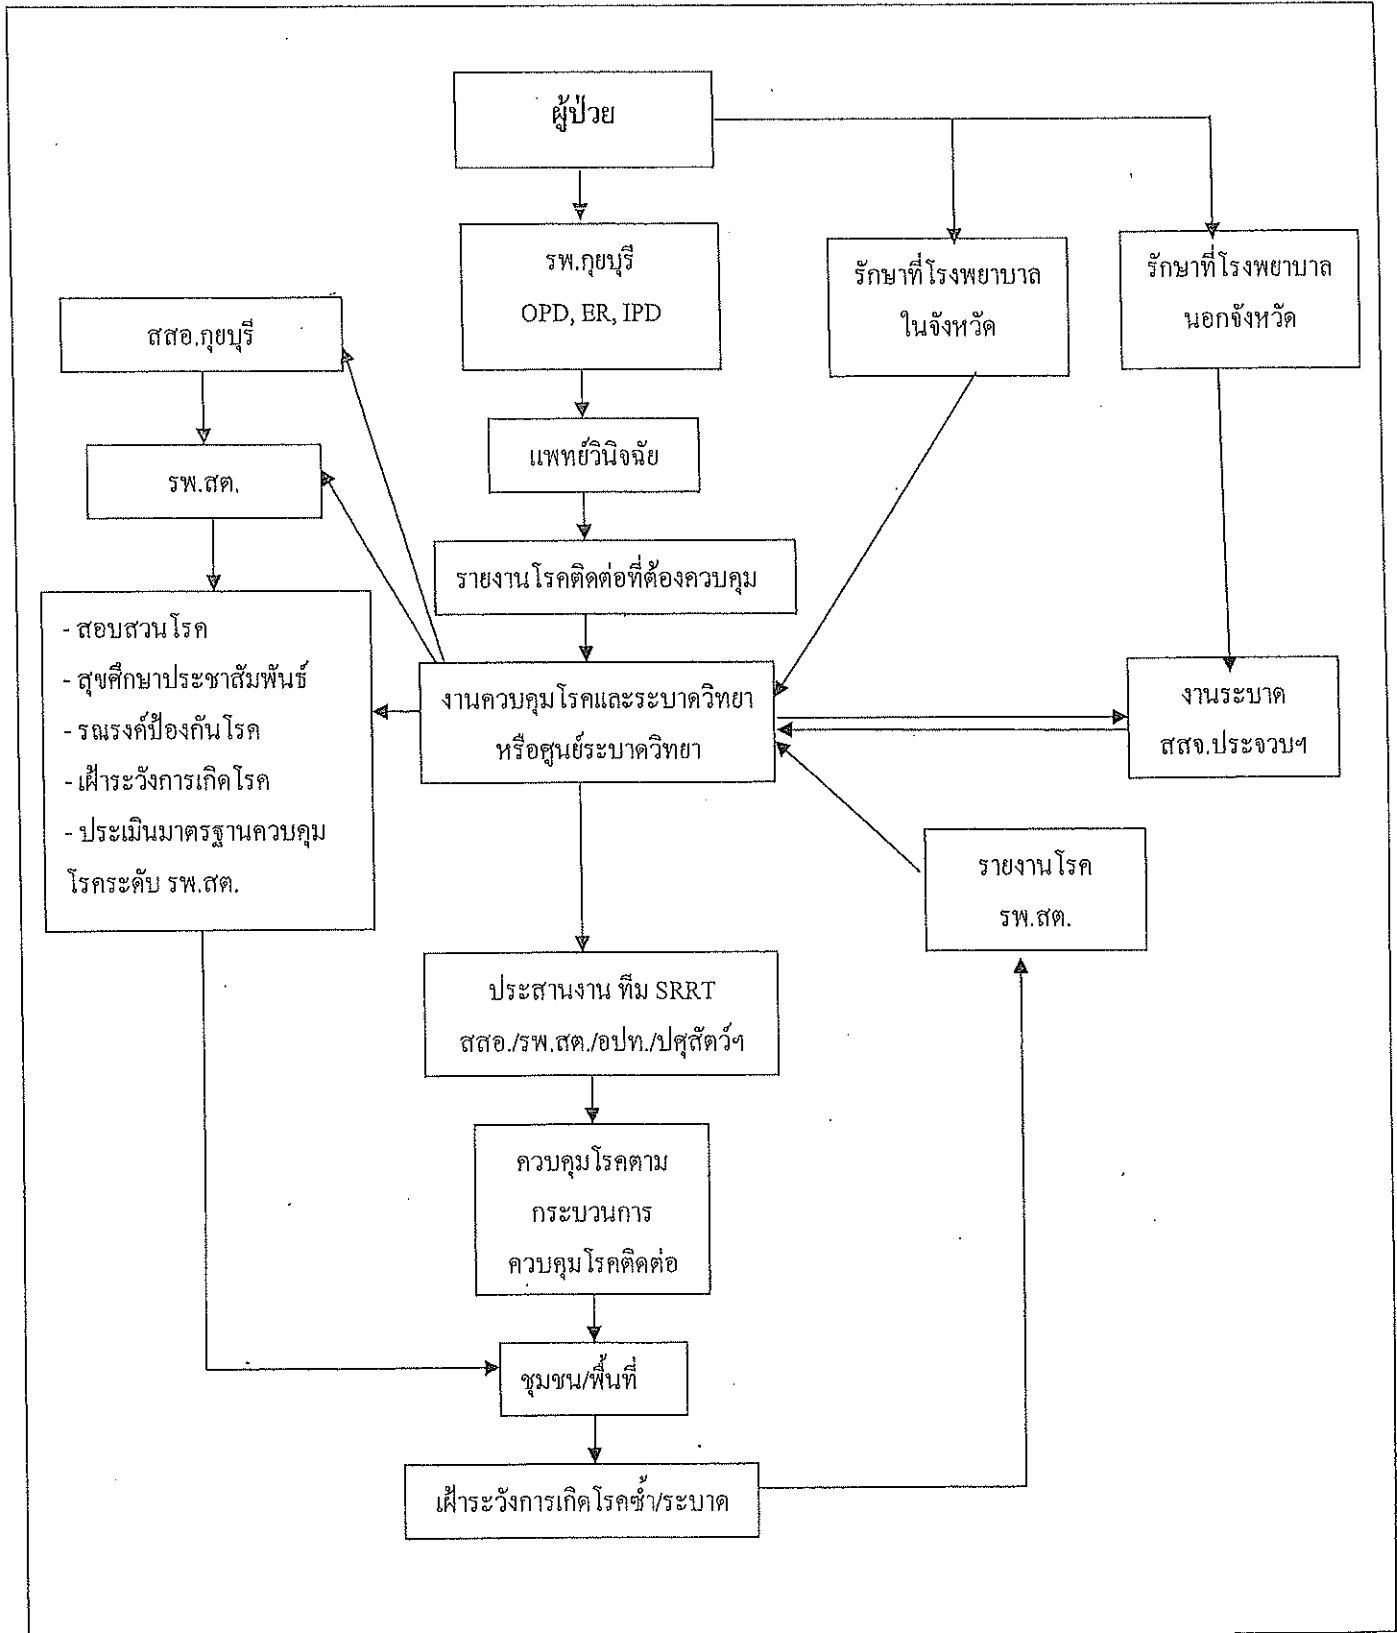 ผู้ป่วย
รพ.กุยบุรี
OPD, ER, IPD
รักษาที่โรงพยาบาล
ในจังหวัด
รักษาที่โรงพยาบาล
นอกจังหวัด
สสอ.กุยบุรี
แพทย์วินิจฉัย
รพ.สต.
รายงานโรคติดต่อที่ต้องควบคุม
- สอบสวนโรค
- สุขศึกษาประชาสัมพันธ์
- รณรงค์ป้องกันโรค
- เฝ้าระวังการเกิดโรค
- ประเมินมาตรฐานควบคุม
โรคระดับ รพ.สต.
งานควบคุมโรคและระบาดวิทยา
หรือศูนย์ระบาดวิทยา
งานระบาด
สสจ.ประจวบฯ
รายงานโรค
รพ.สต.
ประสานงาน ทีม SRRT
สสอ./รพ.สต./อปท./ปศุสัตว์ฯ
ควบคุมโรคตาม
กระบวนการ
ควบคุมโรคติดต่อ
ชุมชน/พื้นที่
เฝ้าระวังการเกิดโรคซ้ำ/ระบาด